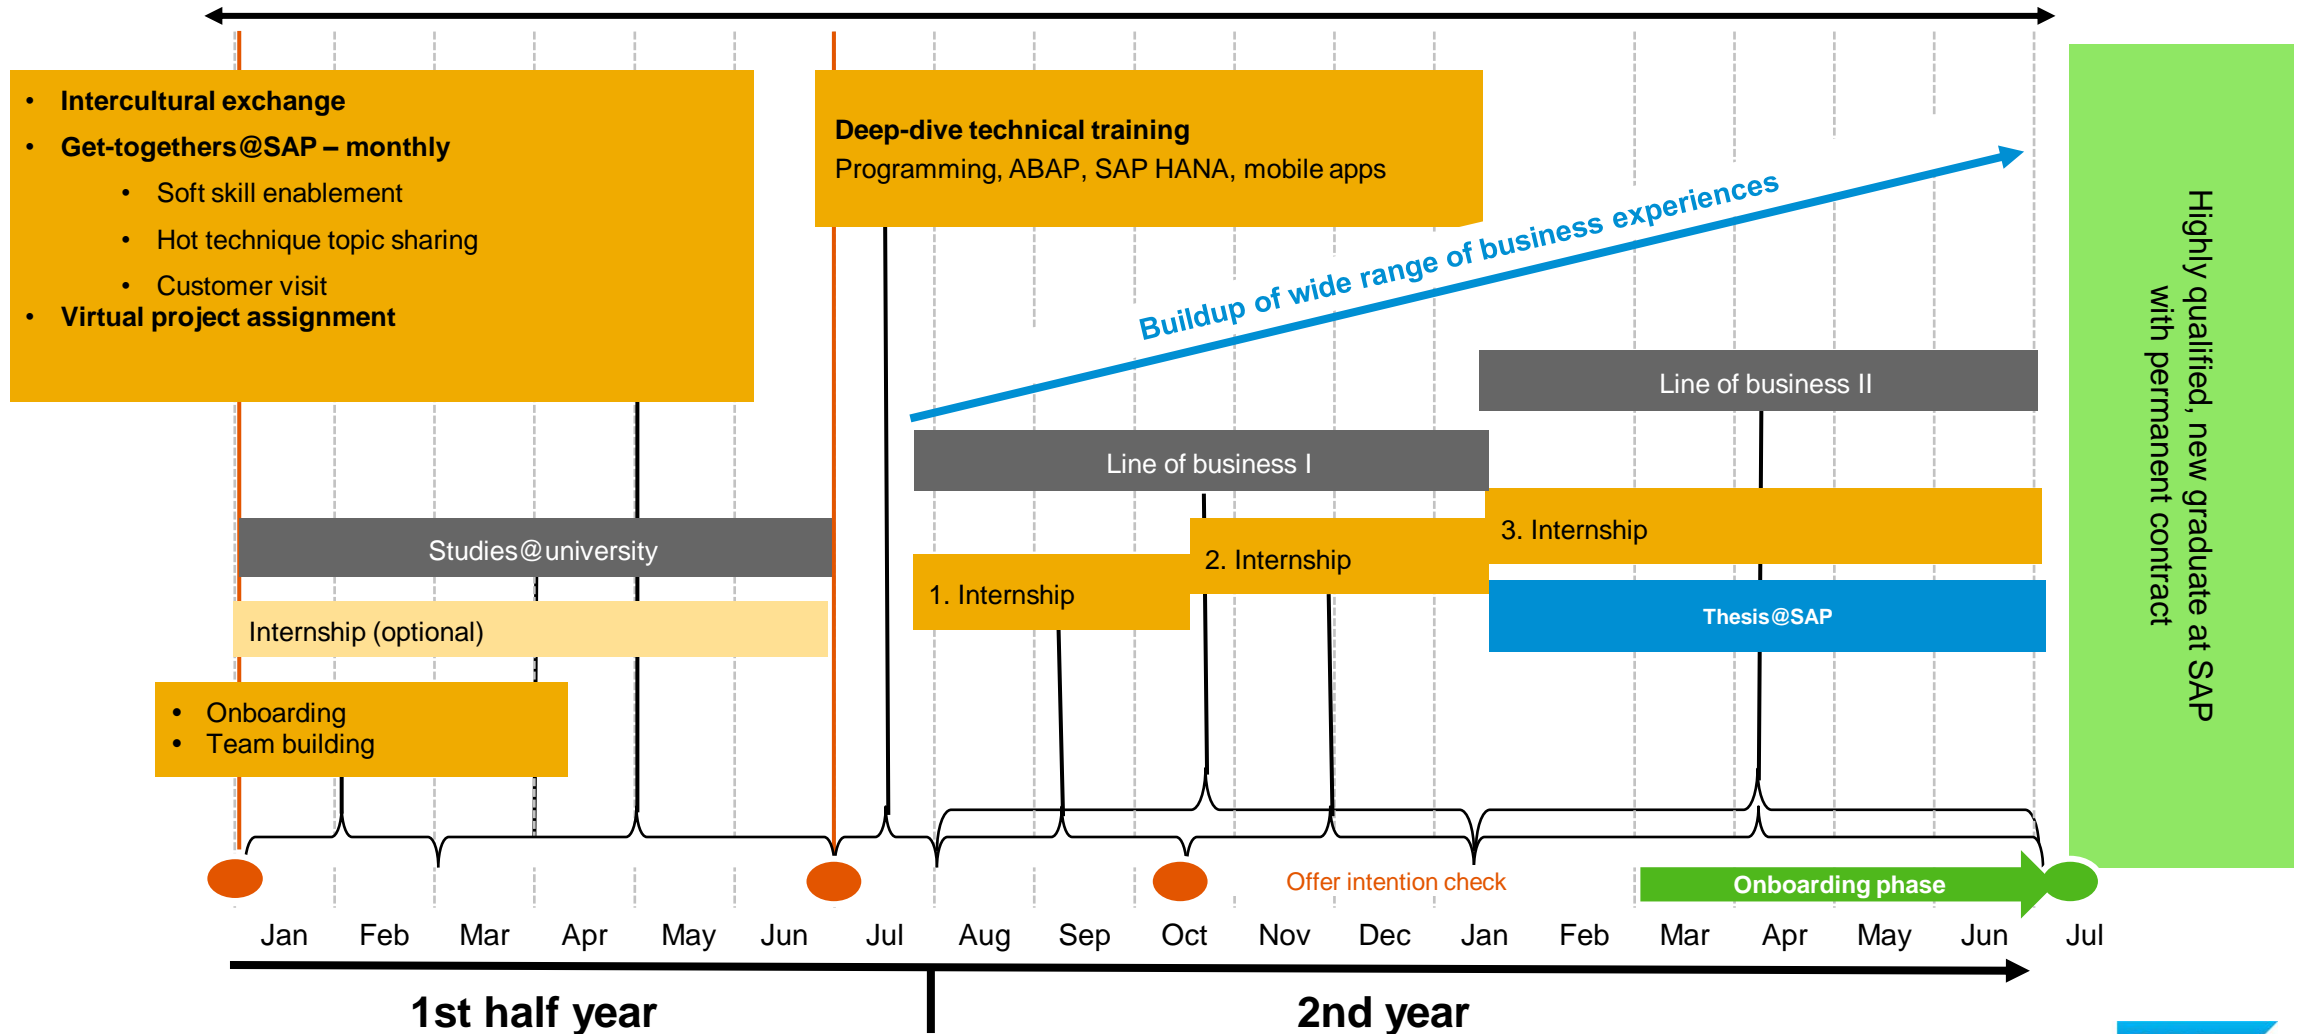 • Intercultural exchange
• Get-togethers@SAP – monthly
• Soft skill enablement
• Hot technique topic sharing
• Customer visit
• Virtual project assignment
Deep-dive technical training
Programming, ABAP, SAP HANA, mobile apps
Buildup of wide range of business experiences
Highly qualified, new graduate at SAP
with permanent contract
Line of business II
Line of business I
3. Internship
Studies@university
2. Internship
1. Internship
Thesis@SAP
Internship (optional)
• Onboarding
• Team building
Offer intention check
Onboarding phase
Jan Feb Mar Apr May Jun Jul Aug Sep Oct Nov Dec Jan Feb Mar Apr May Jun Jul
1st half year 2nd year